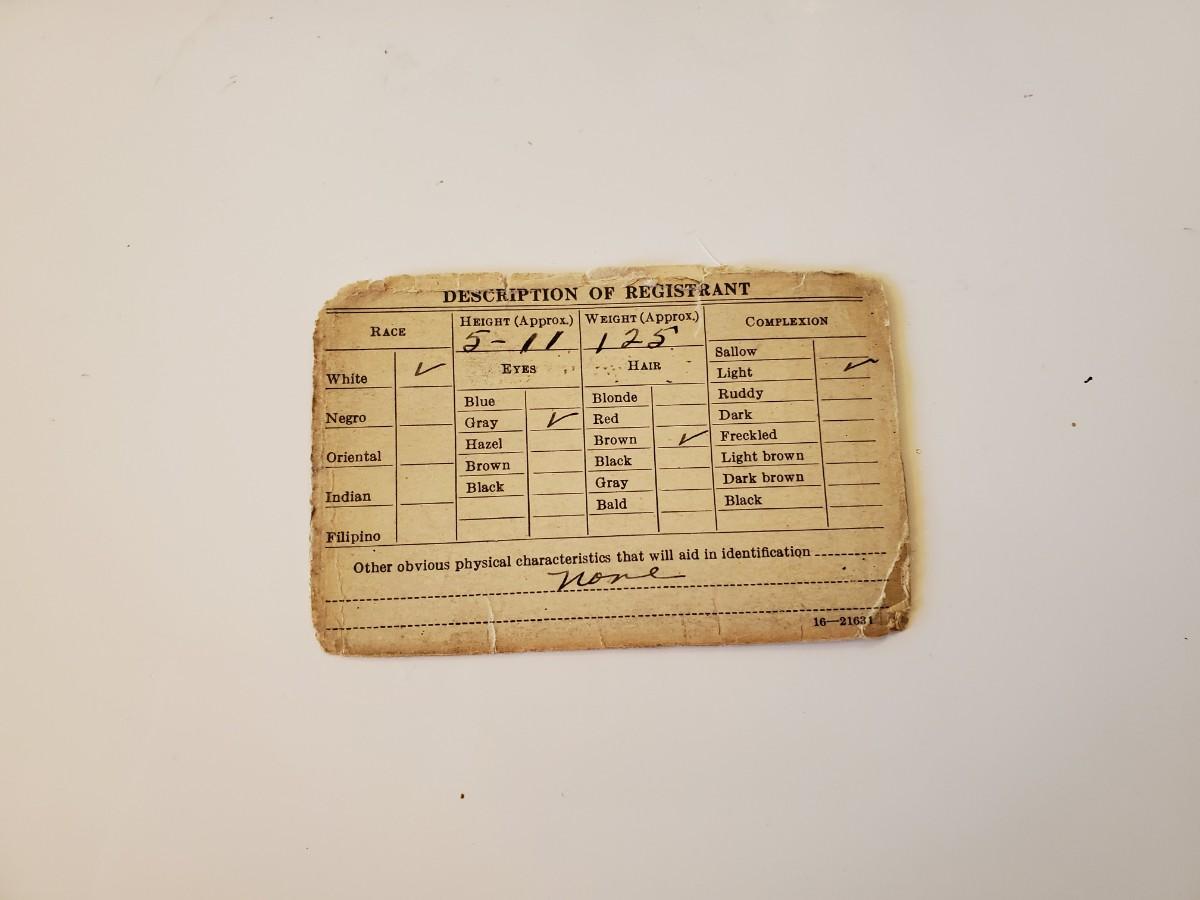 DESCRIPTION OF REGISTRANT
RACE
HEIGHT (Approx.)
WEIGHT (Approx.)
COMPLEXION
5-11
125
EYES
HAIR
White ✓
Negro
Oriental
Indian
Filipino
Blue
Gray ✓
Hazel
Brown
Black
Blonde
Red
Brown ✓
Black
Gray
Bald
Sallow
Light ✓
Ruddy
Dark
Freckled
Light brown
Dark brown
Black
Other obvious physical characteristics that will aid in identification
none
16—21631